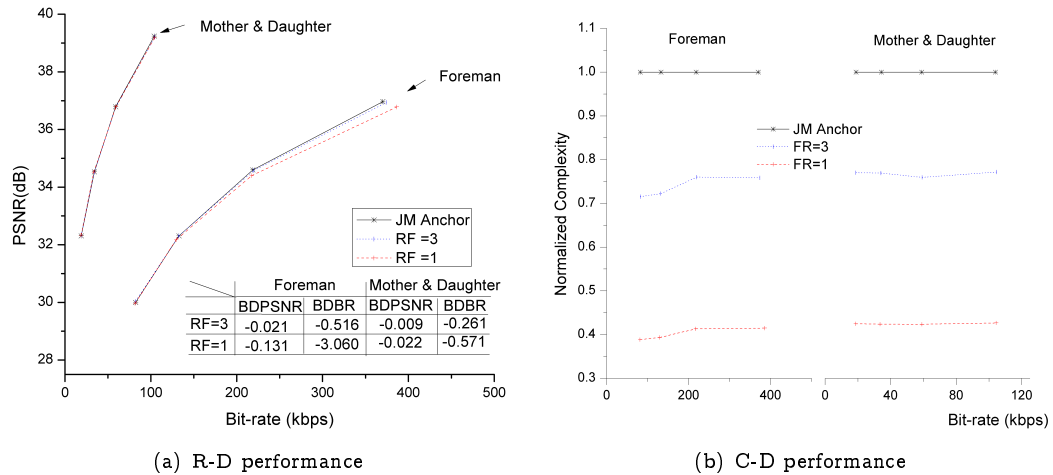 40
38
36
34
32
30
28
PSNR(dB)
0 100 200 300 400 500
Bit-rate (kbps)
Mother & Daughter
Foreman
JM Anchor
RF =3
RF =1
Foreman Mother & Daughter
BDPSNR BDBR BDPSNR BDBR
RF=3 -0.021 -0.516 -0.009 -0.261
RF=1 -0.131 -3.060 -0.022 -0.571
(a) R-D performance
Foreman
Mother & Daughter
1.1
1.0
0.9
0.8
0.7
0.6
0.5
0.4
0.3
Normalized Complexity
JM Anchor
FR=3
FR=1
0 200 400 600 0 40 80 120
Bit-rate (kbps)
(b) C-D performance